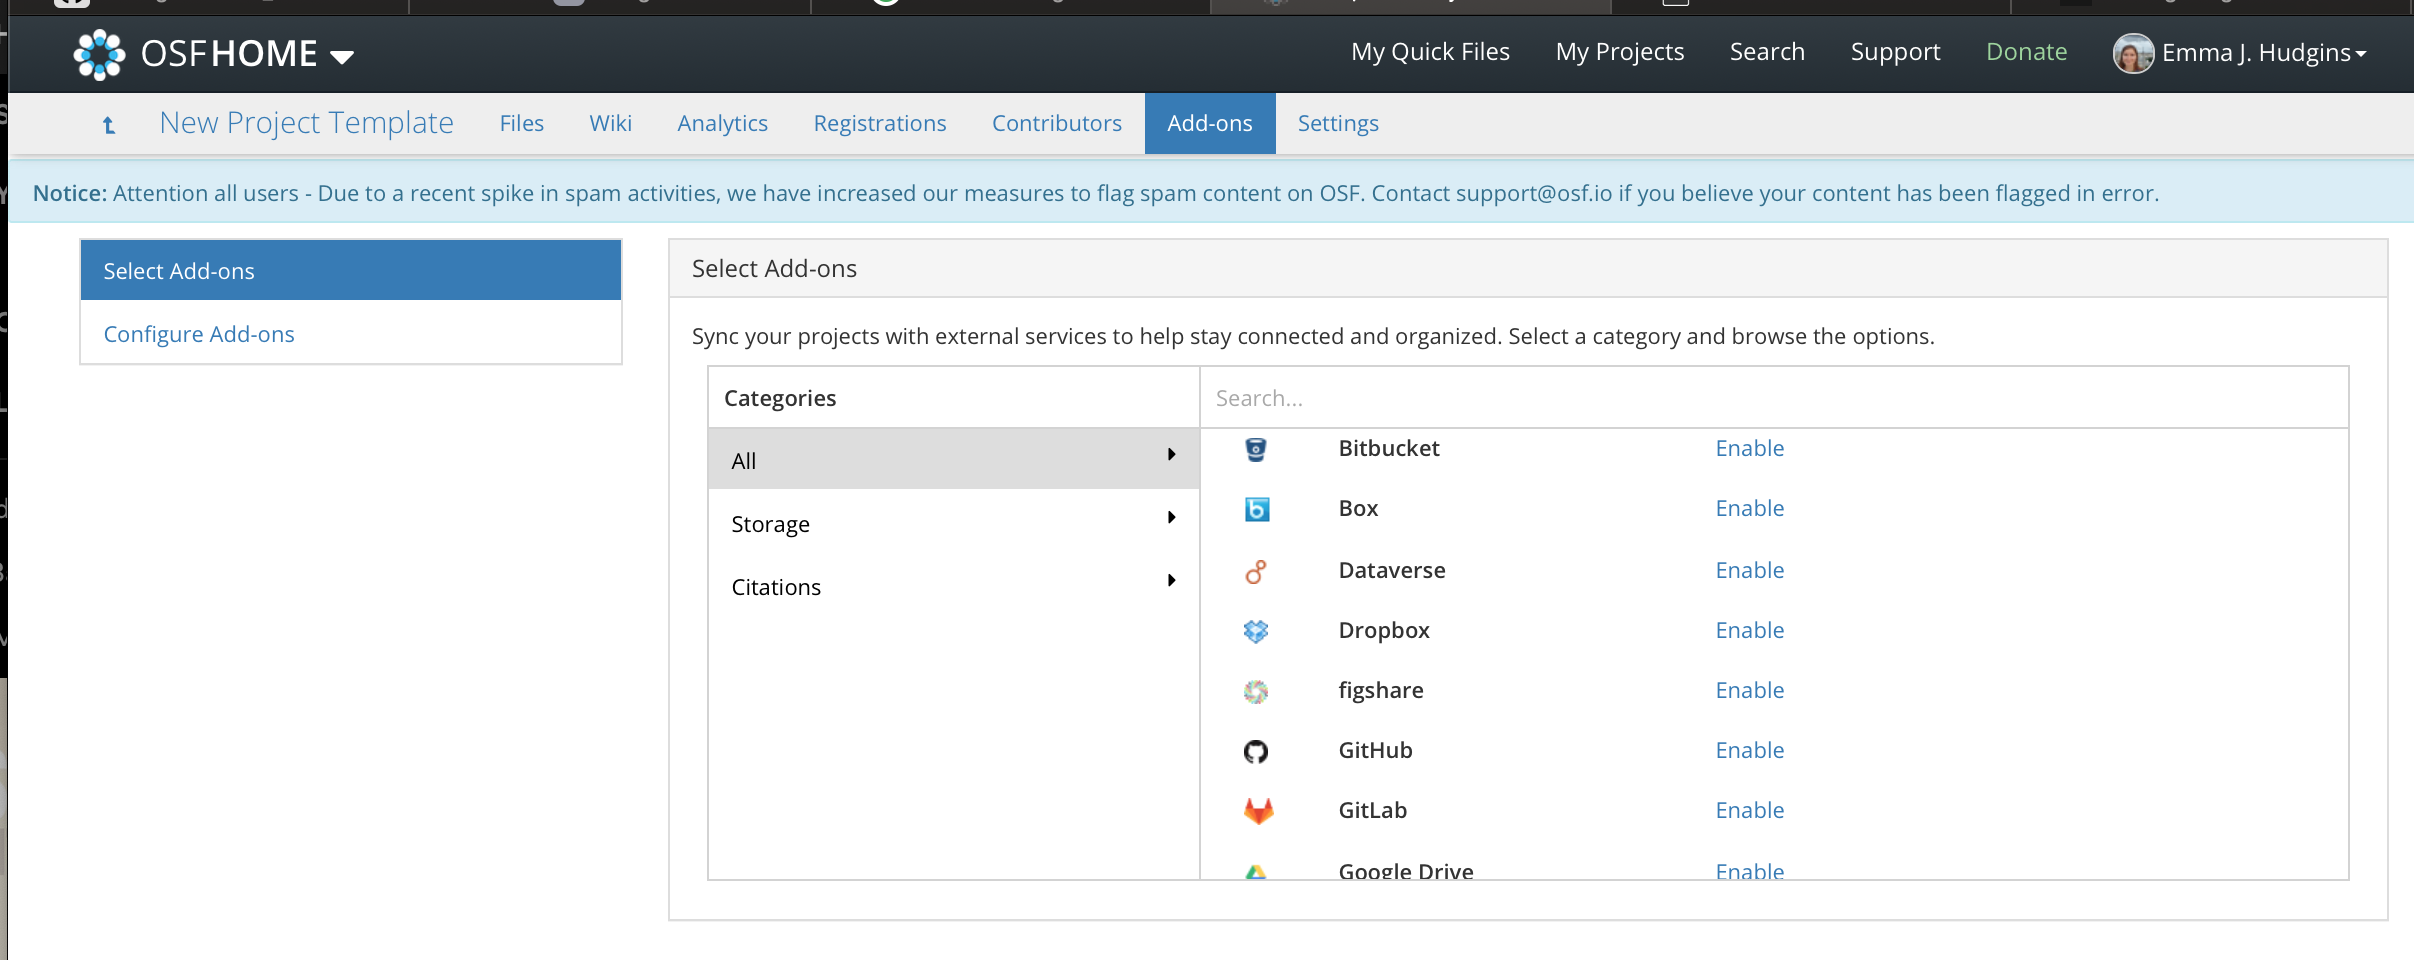 OSFHOME
My Quick Files
My Projects
Search
Support
Donate
Emma J. Hudgins
New Project Template
Files
Wiki
Analytics
Registrations
Contributors
Add-ons
Settings
Notice: Attention all users - Due to a recent spike in spam activities, we have increased our measures to flag spam content on OSF. Contact support@osf.io if you believe your content has been flagged in error.
Select Add-ons
Configure Add-ons
Select Add-ons
Sync your projects with external services to help stay connected and organized. Select a category and browse the options.
Categories
Search...
All
Storage
Citations
Bitbucket Enable
Box Enable
Dataverse Enable
Dropbox Enable
figshare Enable
GitHub Enable
GitLab Enable
Google Drive Enable